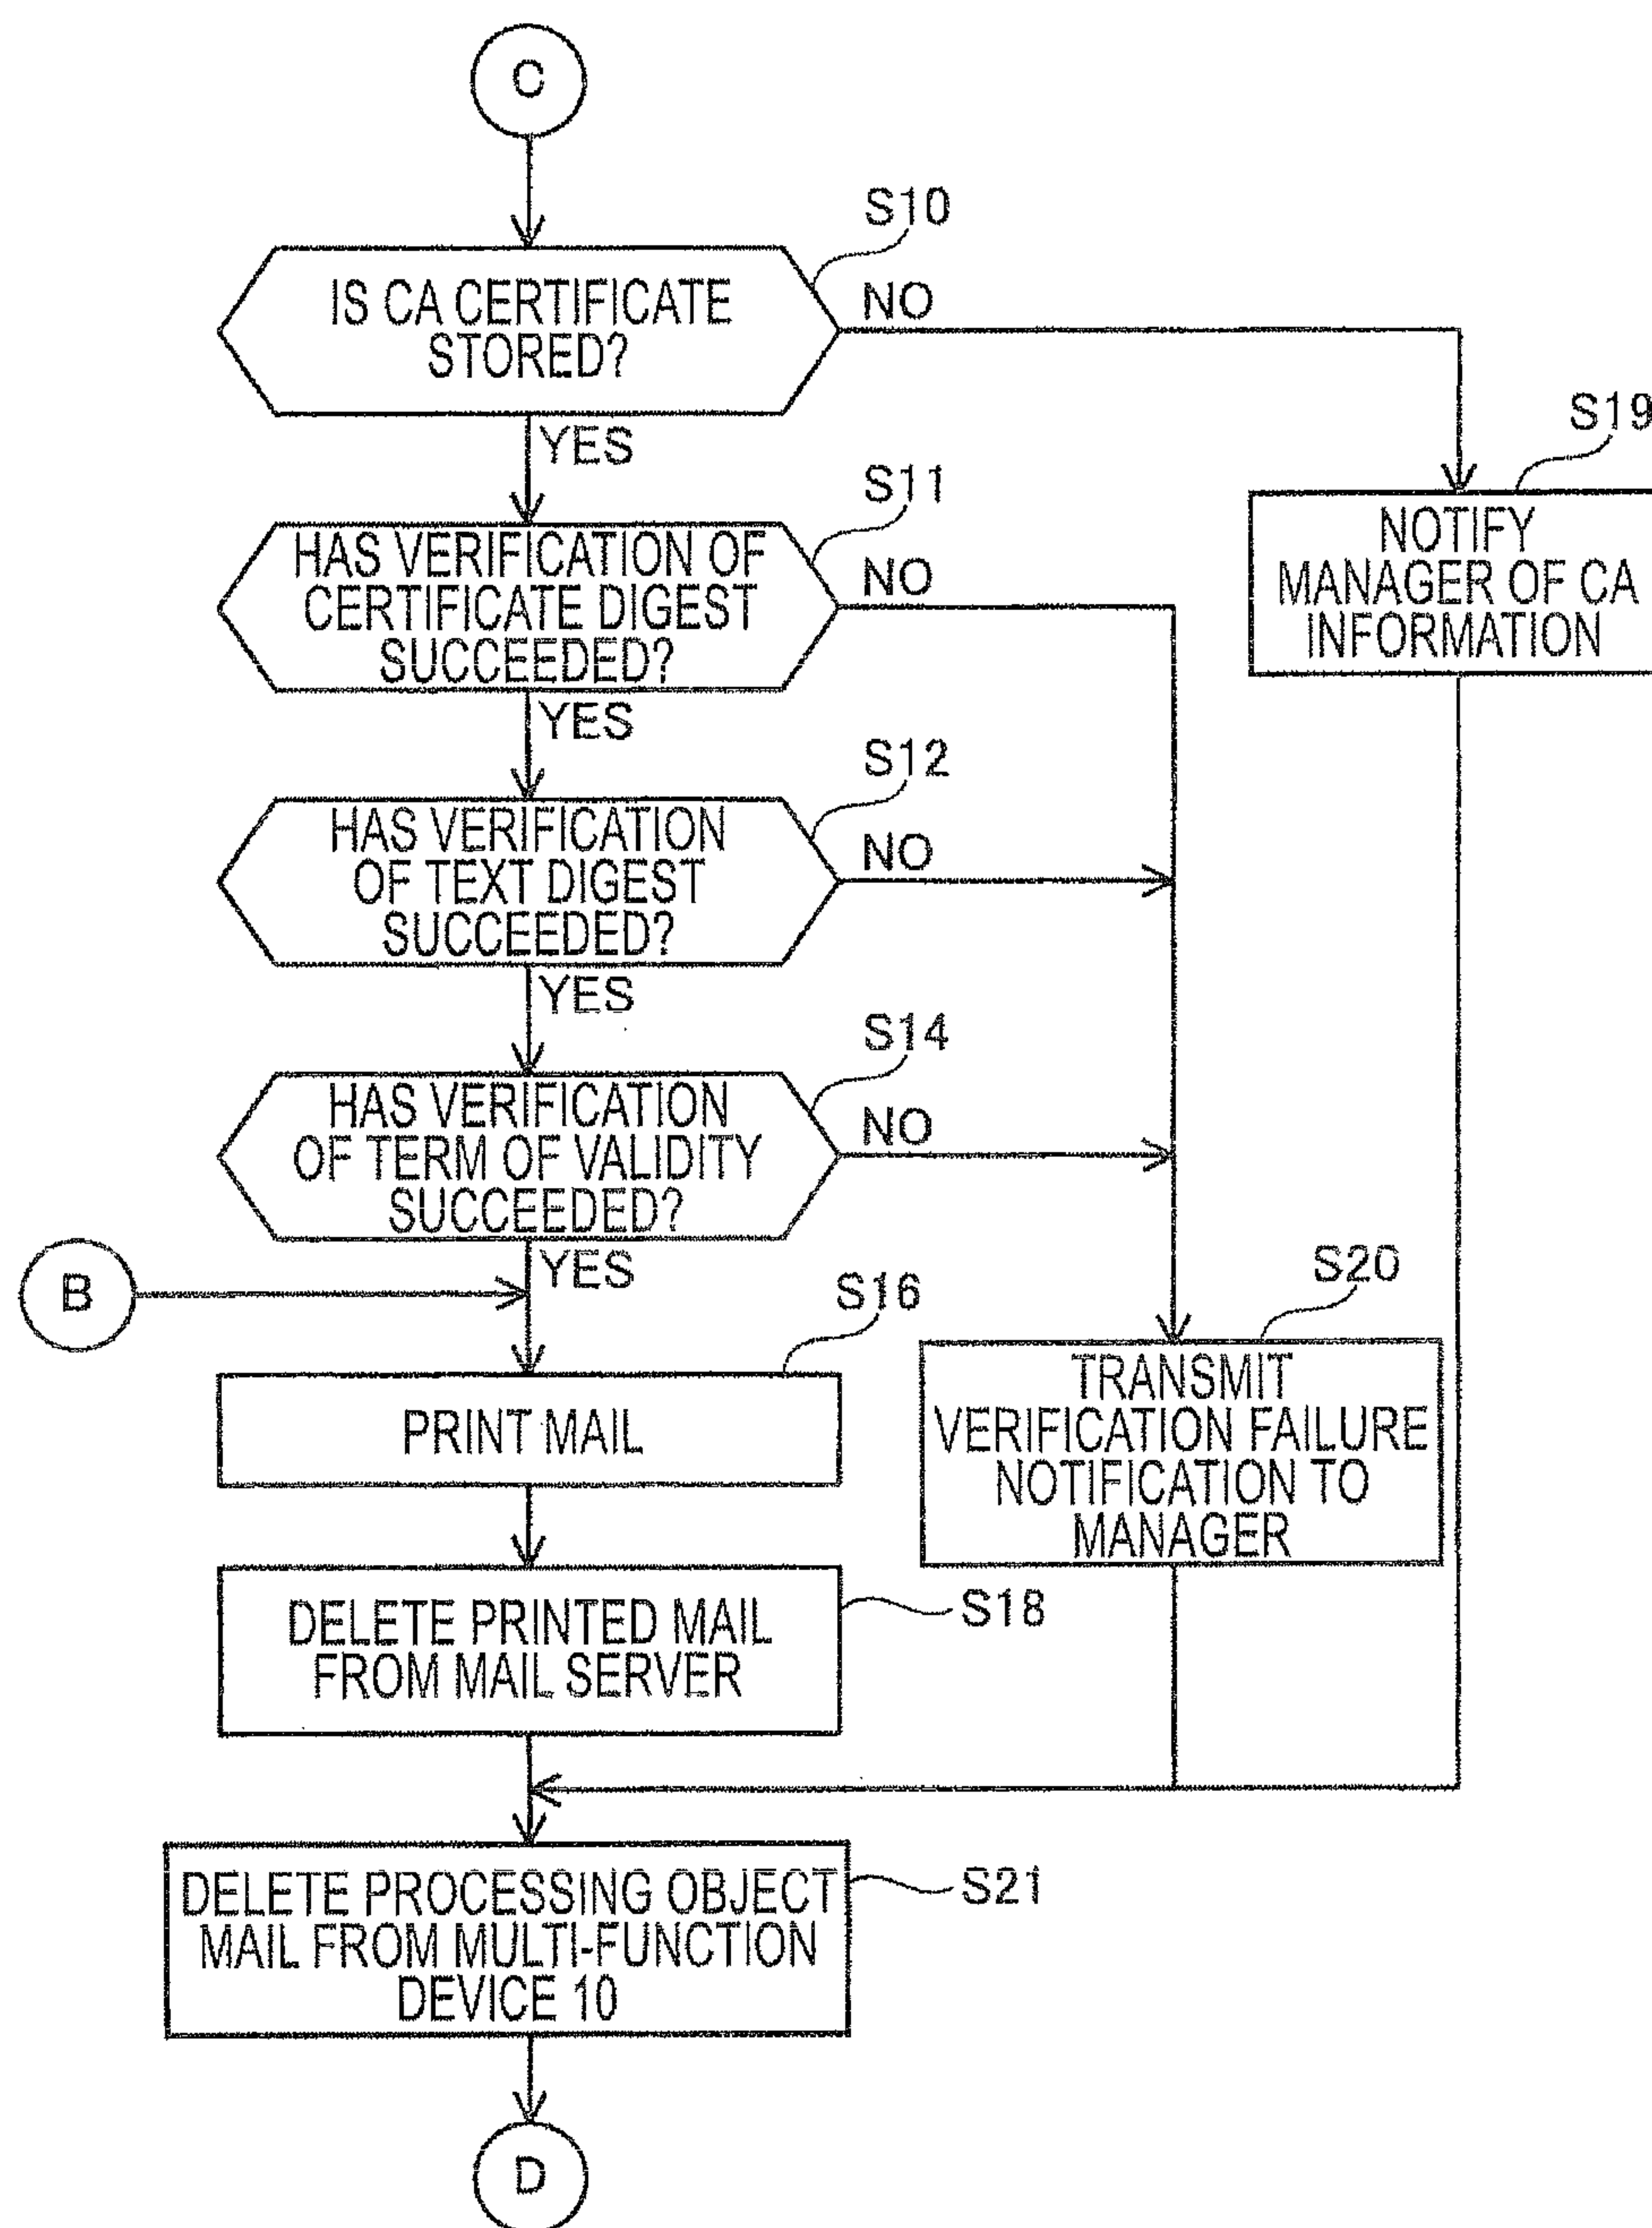 C
S10
IS CA CERTIFICATE
STORED?
NO
YES
S19
NOTIFY
MANAGER OF CA
INFORMATION
S11
HAS VERIFICATION OF
CERTIFICATE DIGEST
SUCCEEDED?
NO
YES
S12
HAS VERIFICATION
OF TEXT DIGEST
SUCCEEDED?
NO
YES
S14
HAS VERIFICATION
OF TERM OF VALIDITY
SUCCEEDED?
NO
YES
B
S16
PRINT MAIL
S20
TRANSMIT
VERIFICATION FAILURE
NOTIFICATION TO
MANAGER
DELETE PRINTED MAIL
FROM MAIL SERVER
S18
DELETE PROCESSING OBJECT
MAIL FROM MULTI-FUNCTION
DEVICE 10
S21
D